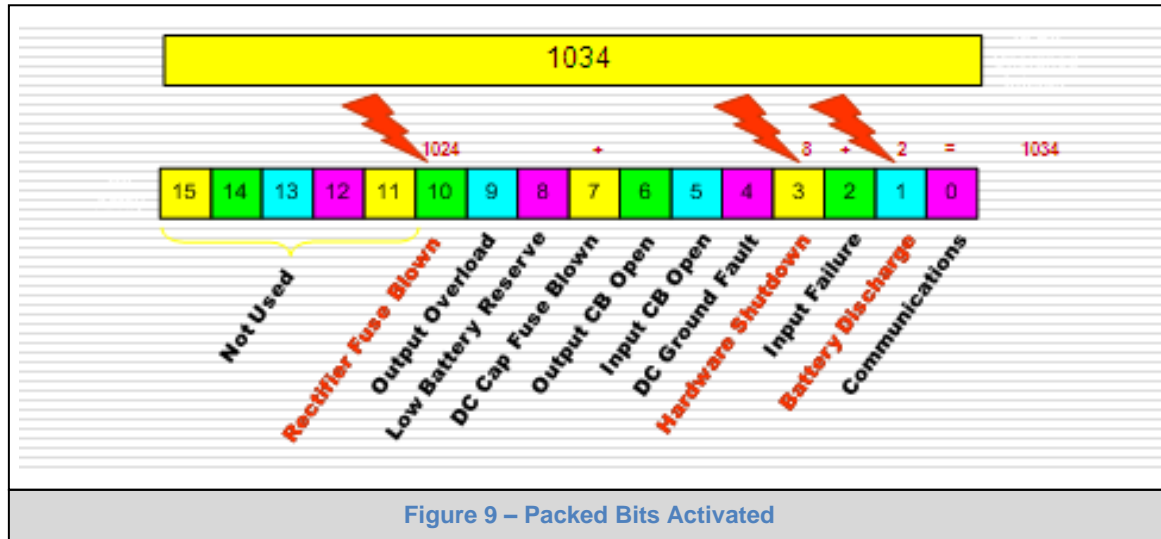 1034
1024 + 8 + 2 = 1034
15 14 13 12 11 10 9 8 7 6 5 4 3 2 1 0
Not Used
Rectifier Fuse Blown
Output Overload
Low Battery Reserve
DC Cap Fuse Blown
Output CB Open
Input CB Open
DC Ground Fault
Hardware Shutdown
Input Failure
Battery Discharge
Communications
Figure 9 – Packed Bits Activated